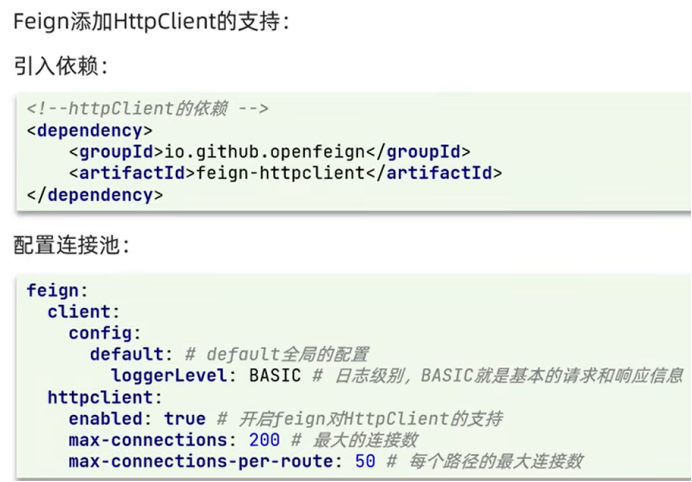 Feign添加HttpClient的支持：
引入依赖：
<!--httpClient的依赖 -->
<dependency>
    <groupId>io.github.openfeign</groupId>
    <artifactId>feign-httpclient</artifactId>
</dependency>
配置连接池：
feign:
  client:
    config:
      default: # default全局的配置
        loggerLevel: BASIC # 日志级别，BASIC就是基本的请求和响应信息
  httpclient:
    enabled: true # 开启feign对HttpClient的支持
    max-connections: 200 # 最大的连接数
    max-connections-per-route: 50 # 每个路径的最大连接数